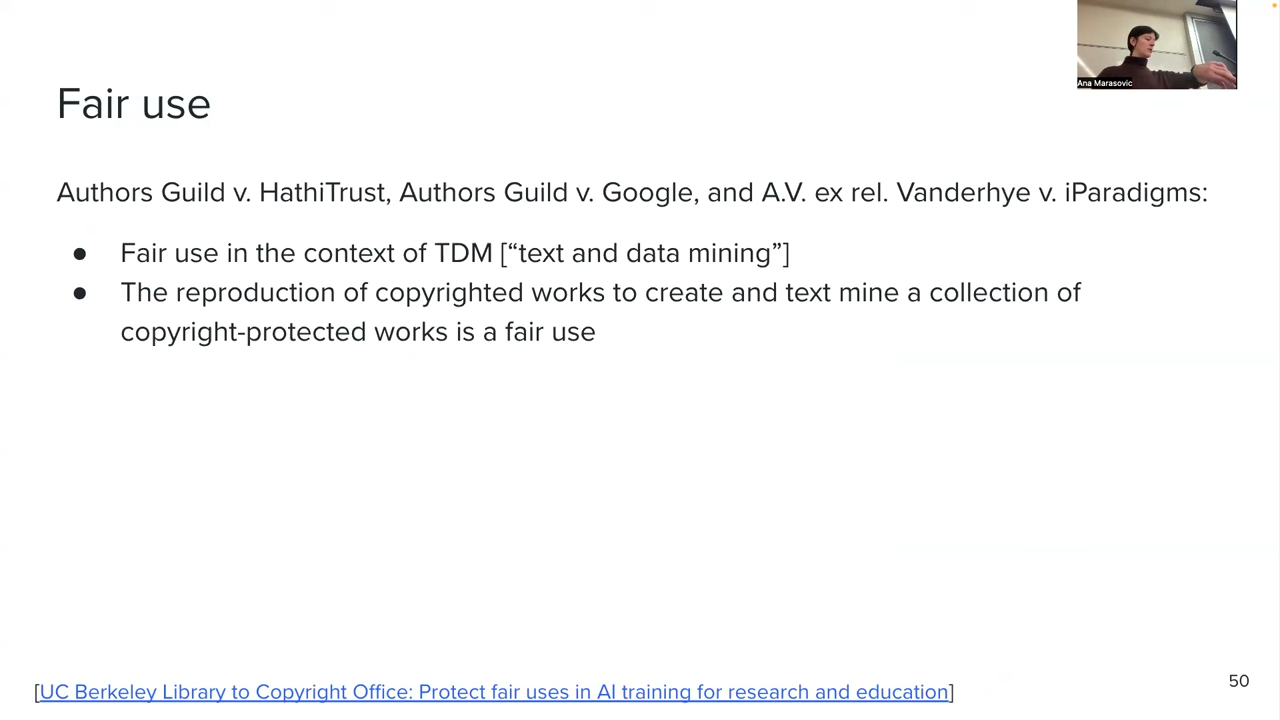 Ana Marasovic
Fair use
Authors Guild v. HathiTrust, Authors Guild v. Google, and A.V. ex rel. Vanderhye v. iParadigms:
● Fair use in the context of TDM [“text and data mining”]
● The reproduction of copyrighted works to create and text mine a collection of
copyright-protected works is a fair use
[UC Berkeley Library to Copyright Office: Protect fair uses in AI training for research and education]
50